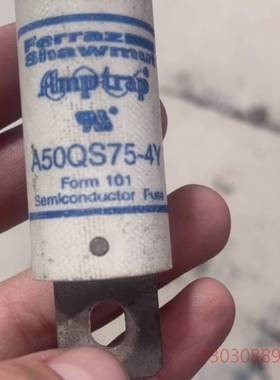 Ferraz
Shawmut
Amp-trap
A50QS75-4Y
Form 101
Semiconductor Fuse